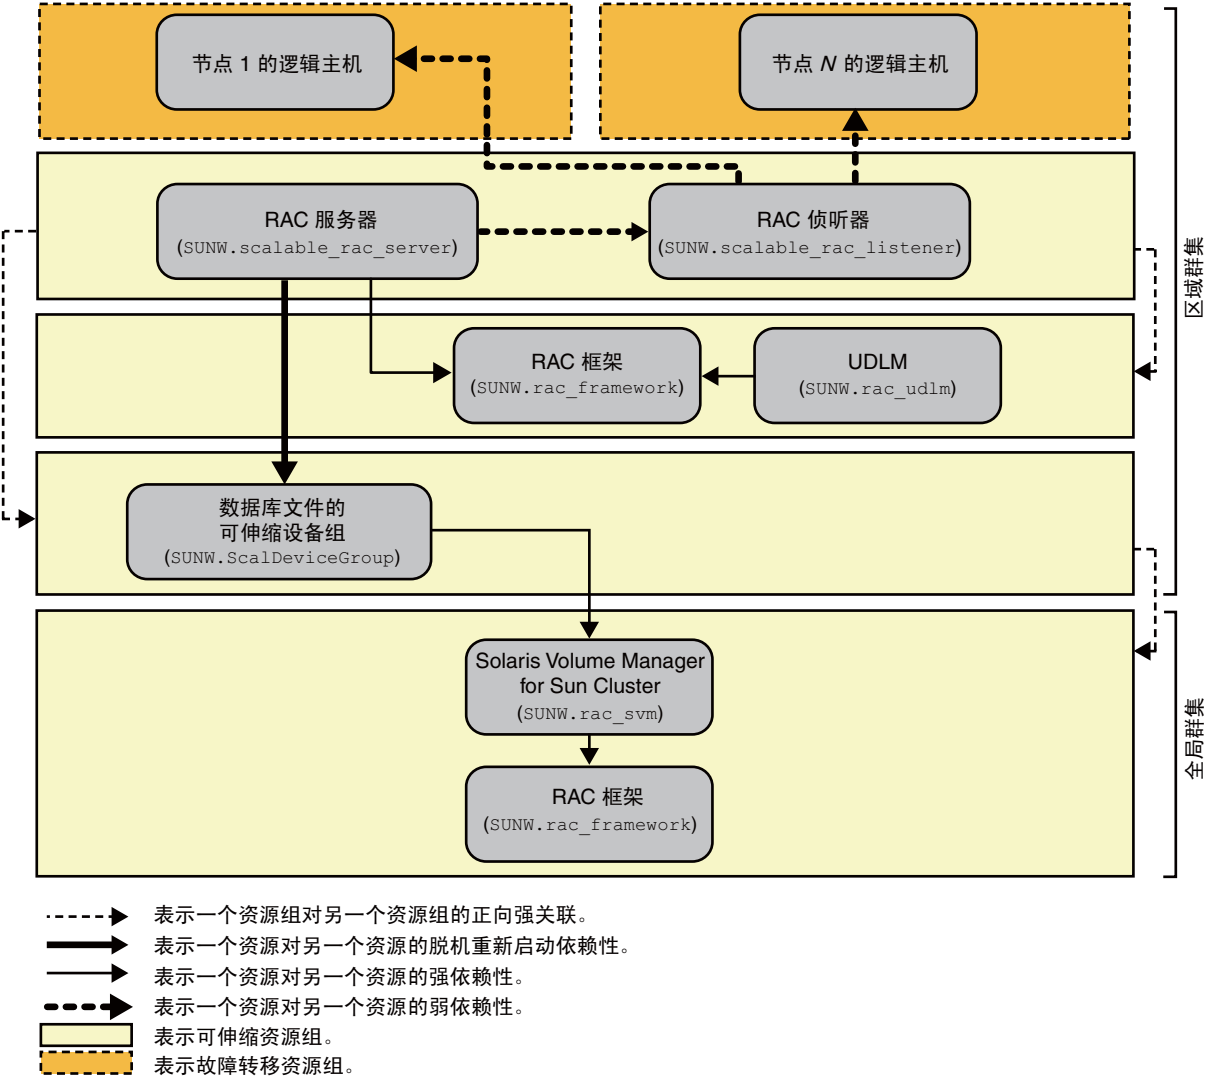 节点 1 的逻辑主机
节点 N 的逻辑主机
RAC 服务器
(SUNW.scalable_rac_server)
RAC 侦听器
(SUNW.scalable_rac_listener)
区域群集
RAC 框架
(SUNW.rac_framework)
UDLM
(SUNW.rac_udlm)
数据库文件的
可伸缩设备组
(SUNW.ScalDeviceGroup)
Solaris Volume Manager
for Sun Cluster
(SUNW.rac_svm)
全局群集
RAC 框架
(SUNW.rac_framework)
表示一个资源组对另一个资源组的正向强关联。
表示一个资源对另一个资源的脱机重新启动依赖性。
表示一个资源对另一个资源的强依赖性。
表示一个资源对另一个资源的弱依赖性。
表示可伸缩资源组。
表示故障转移资源组。